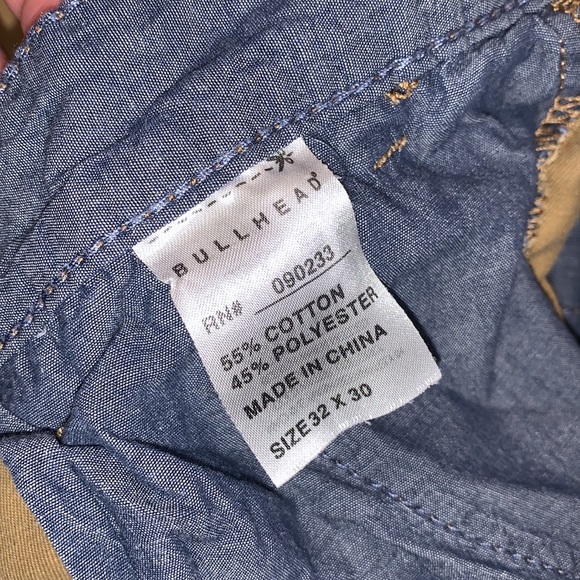 BULLHEAD
RN# 090233
55% COTTON
45% POLYESTER
MADE IN CHINA
SIZE 32 X 30